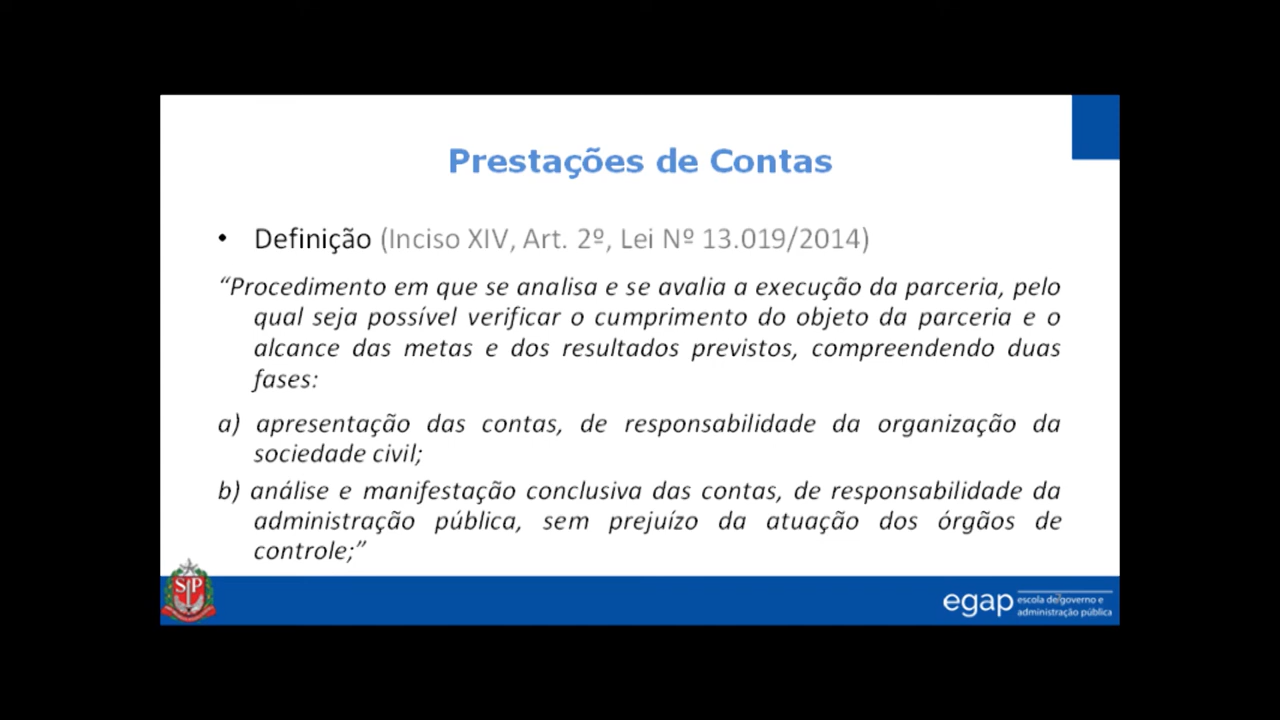 Prestações de Contas
• Definição (Inciso XIV, Art. 2º, Lei Nº 13.019/2014)
“Procedimento em que se analisa e se avalia a execução da parceria, pelo
qual seja possível verificar o cumprimento do objeto da parceria e o
alcance das metas e dos resultados previstos, compreendendo duas
fases:
a) apresentação das contas, de responsabilidade da organização da
sociedade civil;
b) análise e manifestação conclusiva das contas, de responsabilidade da
administração pública, sem prejuízo da atuação dos órgãos de
controle;”
SP
egap escola de governo e
administração pública